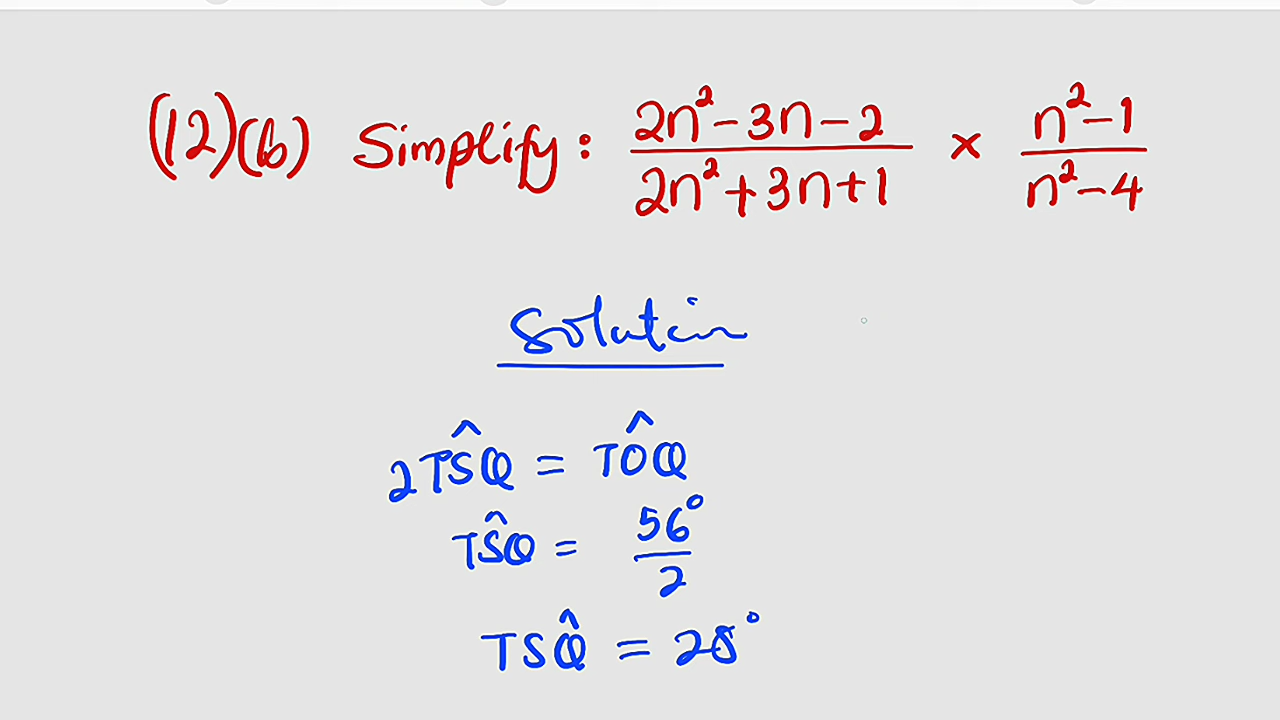 (12)(b) Simplify: (2n²-3n-2)/(2n²+3n+1) × (n²-1)/(n²-4)
Solution
2TŜQ = TÔQ
TŜQ = 56°/2
TSQ̂ = 28°